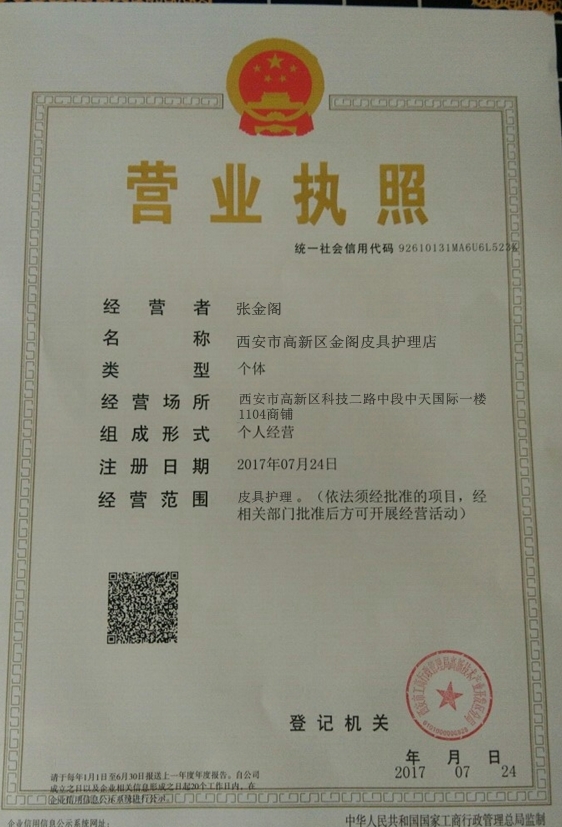 营业执照
统一社会信用代码 92610131MA6U6L523K
经营者 张金阁
名称 西安市高新区金阁皮具护理店
类型 个体
经营场所 西安市高新区科技二路中段中天国际一楼
1104商铺
组成形式 个人经营
注册日期 2017年07月24日
经营范围 皮具护理。（依法须经批准的项目，经
相关部门批准后方可开展经营活动）
登记机关
年 月 日
2017 07 24
请于每年1月1日至6月30日报送上一年度年度报告。自公司
成立之日以及企业相关信息形成之日起20个工作日内，在
企业信用信息公示系统进行公示。
企业信用信息公示系统网址：
中华人民共和国国家工商行政管理总局监制